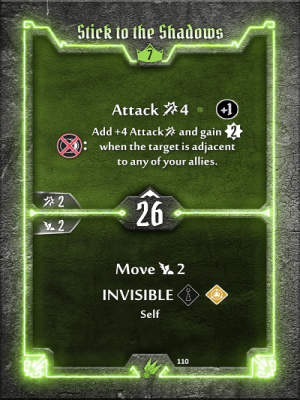 Stick to the Shadows
7
Attack 4 +1
: Add +4 Attack and gain 2
when the target is adjacent
to any of your allies.
2
26
2
Move 2
INVISIBLE
Self
110